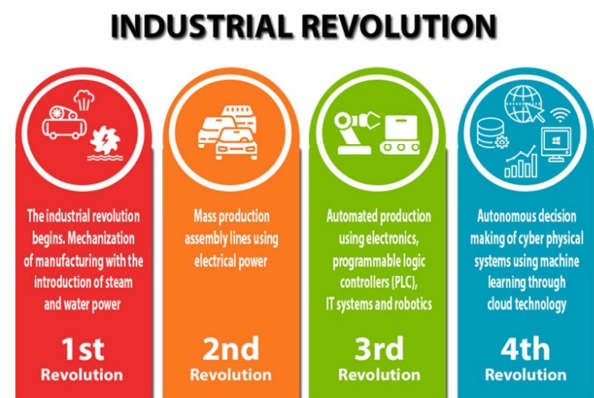 INDUSTRIAL REVOLUTION
The industrial revolution
begins. Mechanization
of manufacturing with the
introduction of steam
and water power
1st
Revolution
Mass production
assembly lines using
electrical power
2nd
Revolution
Automated production
using electronics,
programmable logic
controllers (PLC),
IT systems and robotics
3rd
Revolution
Autonomous decision
making of cyber physical
systems using machine
learning through
cloud technology
4th
Revolution